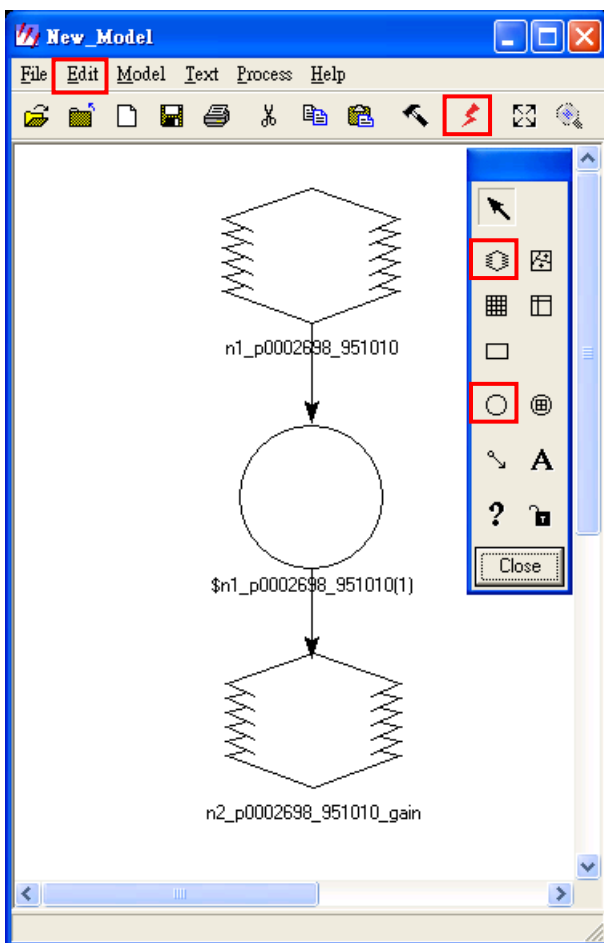 New_Model
File Edit Model Text Process Help
n1_p0002698_951010
A
?
$n1_p0002698_951010(1)
Close
n2_p0002698_951010_gain